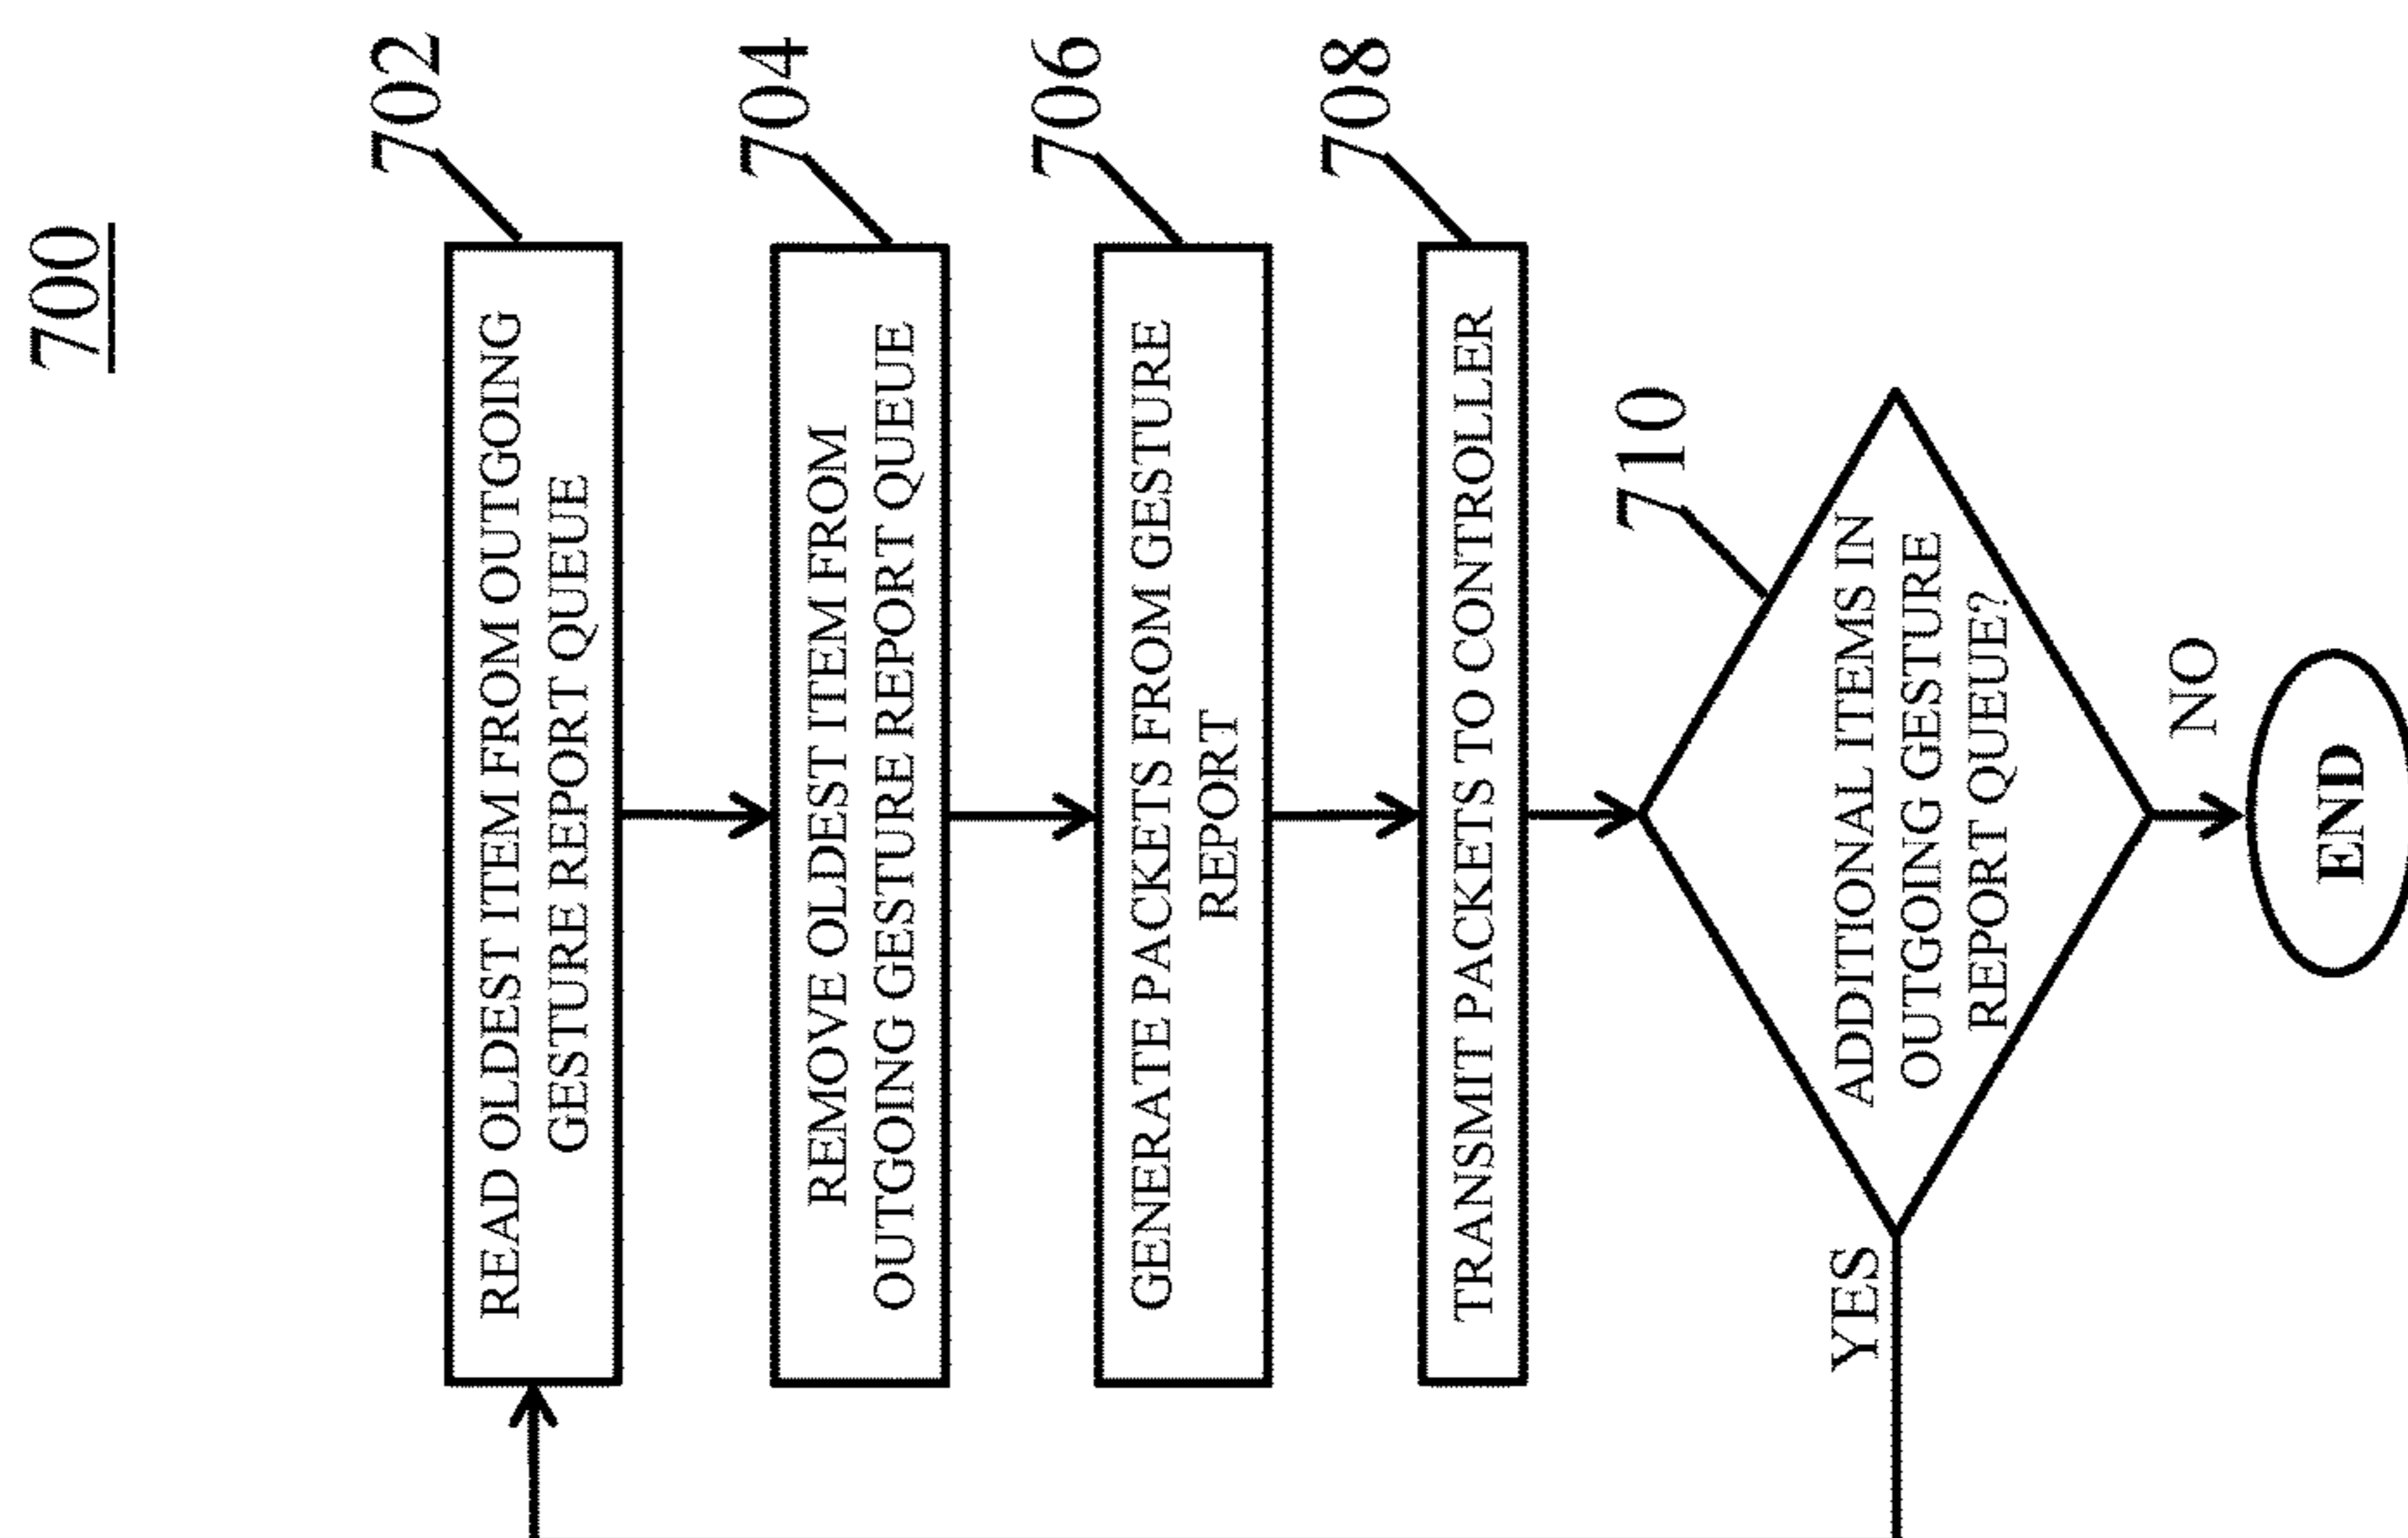 700
702
READ OLDEST ITEM FROM OUTGOING
GESTURE REPORT QUEUE
704
REMOVE OLDEST ITEM FROM
OUTGOING GESTURE REPORT QUEUE
706
GENERATE PACKETS FROM GESTURE
REPORT
708
TRANSMIT PACKETS TO CONTROLLER
710
ADDITIONAL ITEMS IN
OUTGOING GESTURE
REPORT QUEUE?
YES
NO
END